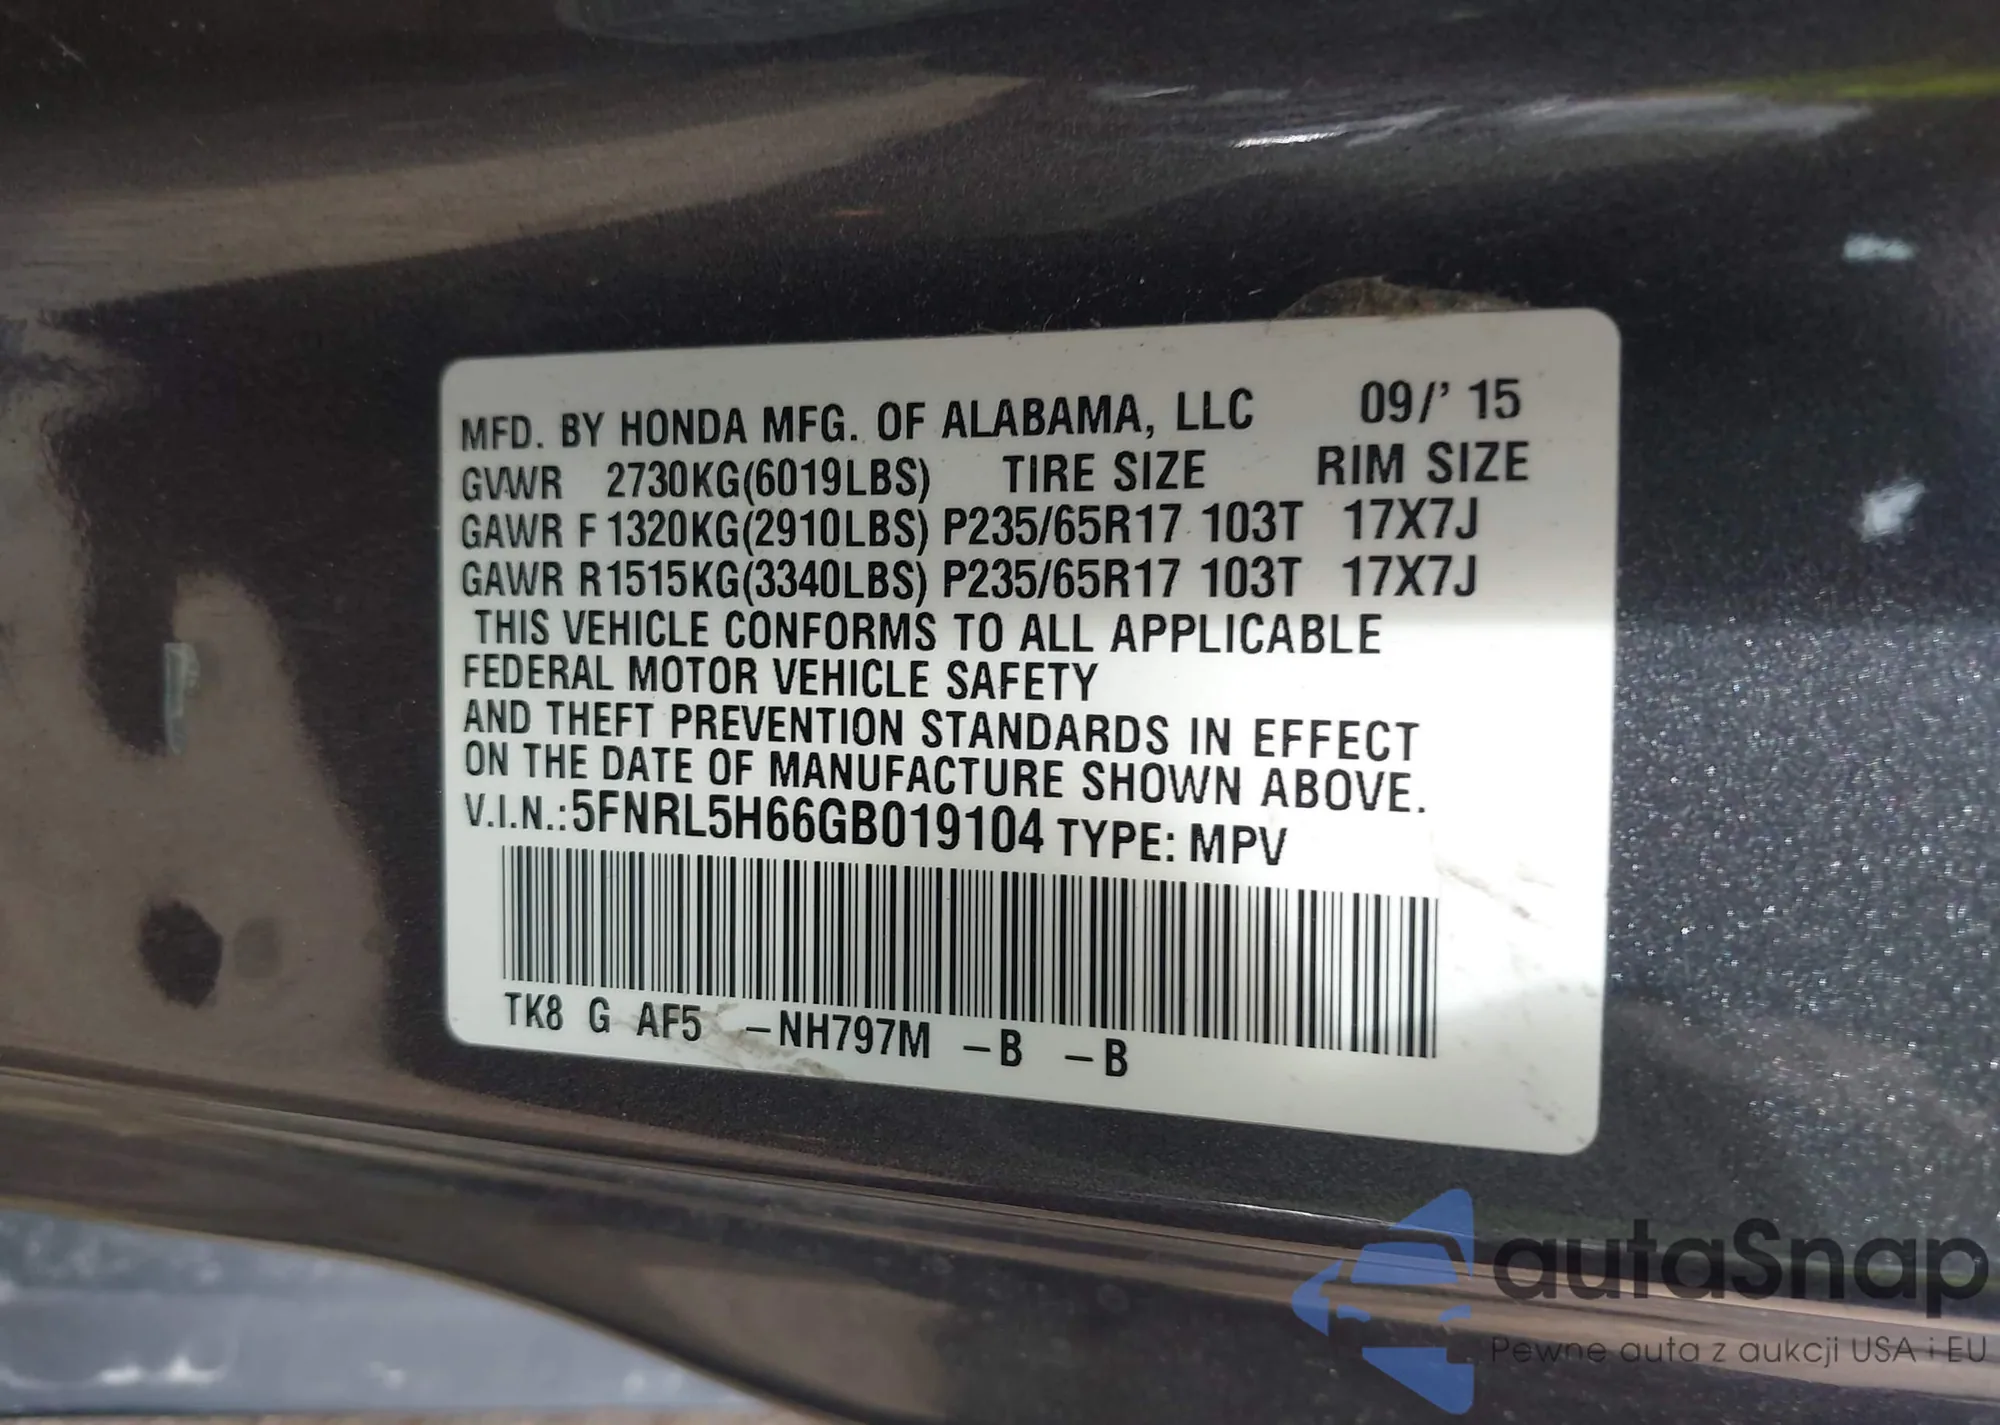 MFD. BY HONDA MFG. OF ALABAMA, LLC 09/' 15
GVWR 2730KG(6019LBS) TIRE SIZE RIM SIZE
GAWR F 1320KG(2910LBS) P235/65R17 103T 17X7J
GAWR R1515KG(3340LBS) P235/65R17 103T 17X7J
THIS VEHICLE CONFORMS TO ALL APPLICABLE
FEDERAL MOTOR VEHICLE SAFETY
AND THEFT PREVENTION STANDARDS IN EFFECT
ON THE DATE OF MANUFACTURE SHOWN ABOVE.
V.I.N.:5FNRL5H66GB019104 TYPE: MPV
TK8 G AF5 -NH797M -B -B
autaSnap
Pewne auta z aukcji USA i EU